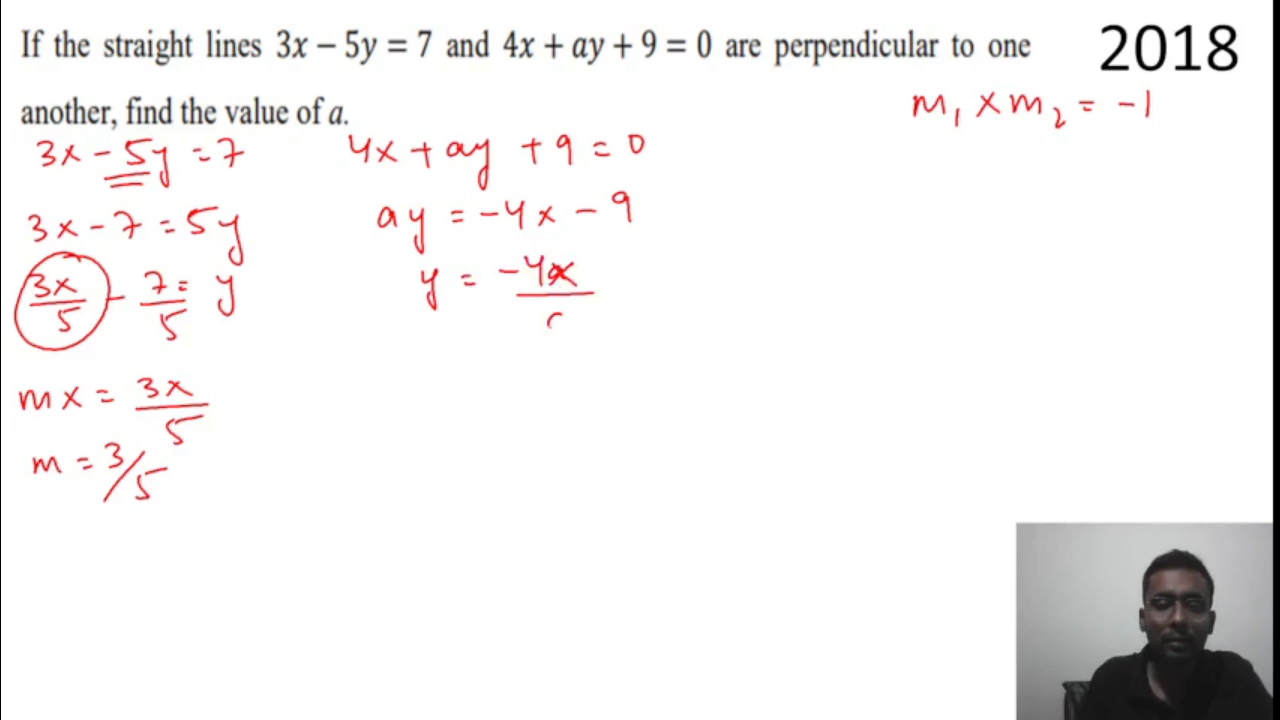 If the straight lines 3x − 5y = 7 and 4x + ay + 9 = 0 are perpendicular to one
another, find the value of a.
2018
m₁ × m₂ = -1
3x - 5y = 7
3x - 7 = 5y
3x/5 - 7/5 = y
mx = 3x/5
m = 3/5
4x + ay + 9 = 0
ay = -4x - 9
y = -4x